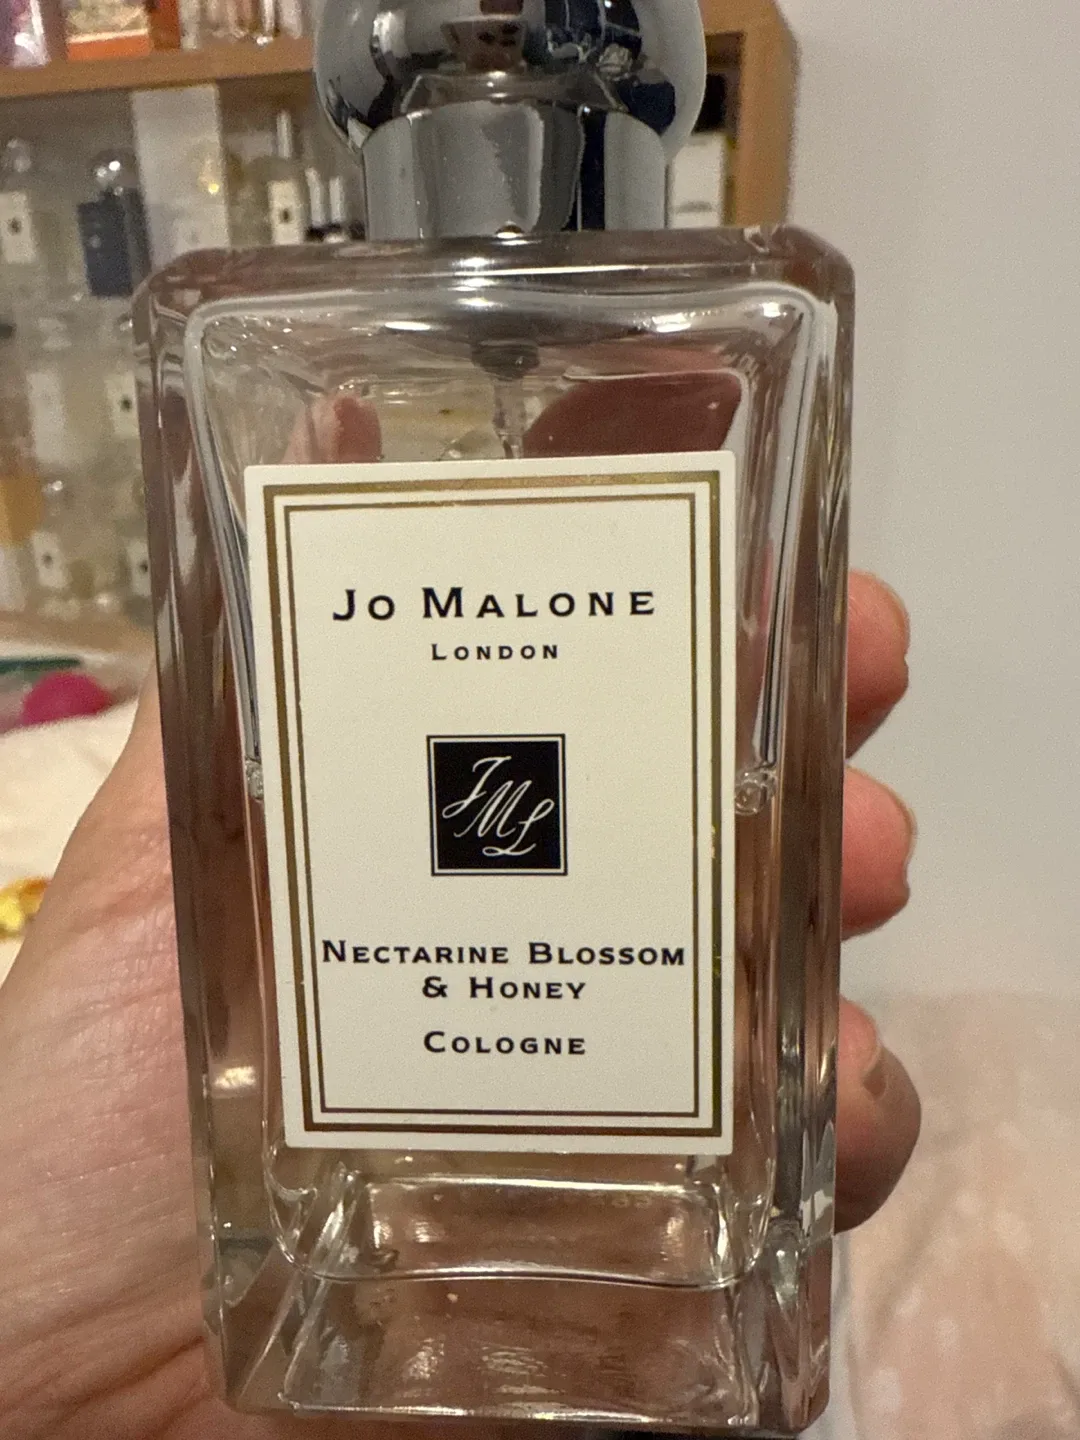 Jo Malone
London
JML
Nectarine Blossom
& Honey
Cologne